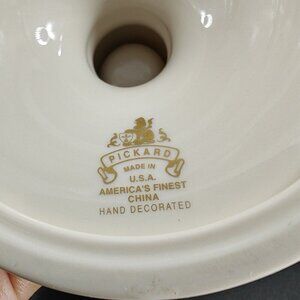 PICKARD
MADE IN
U.S.A.
AMERICA'S FINEST
CHINA
HAND DECORATED